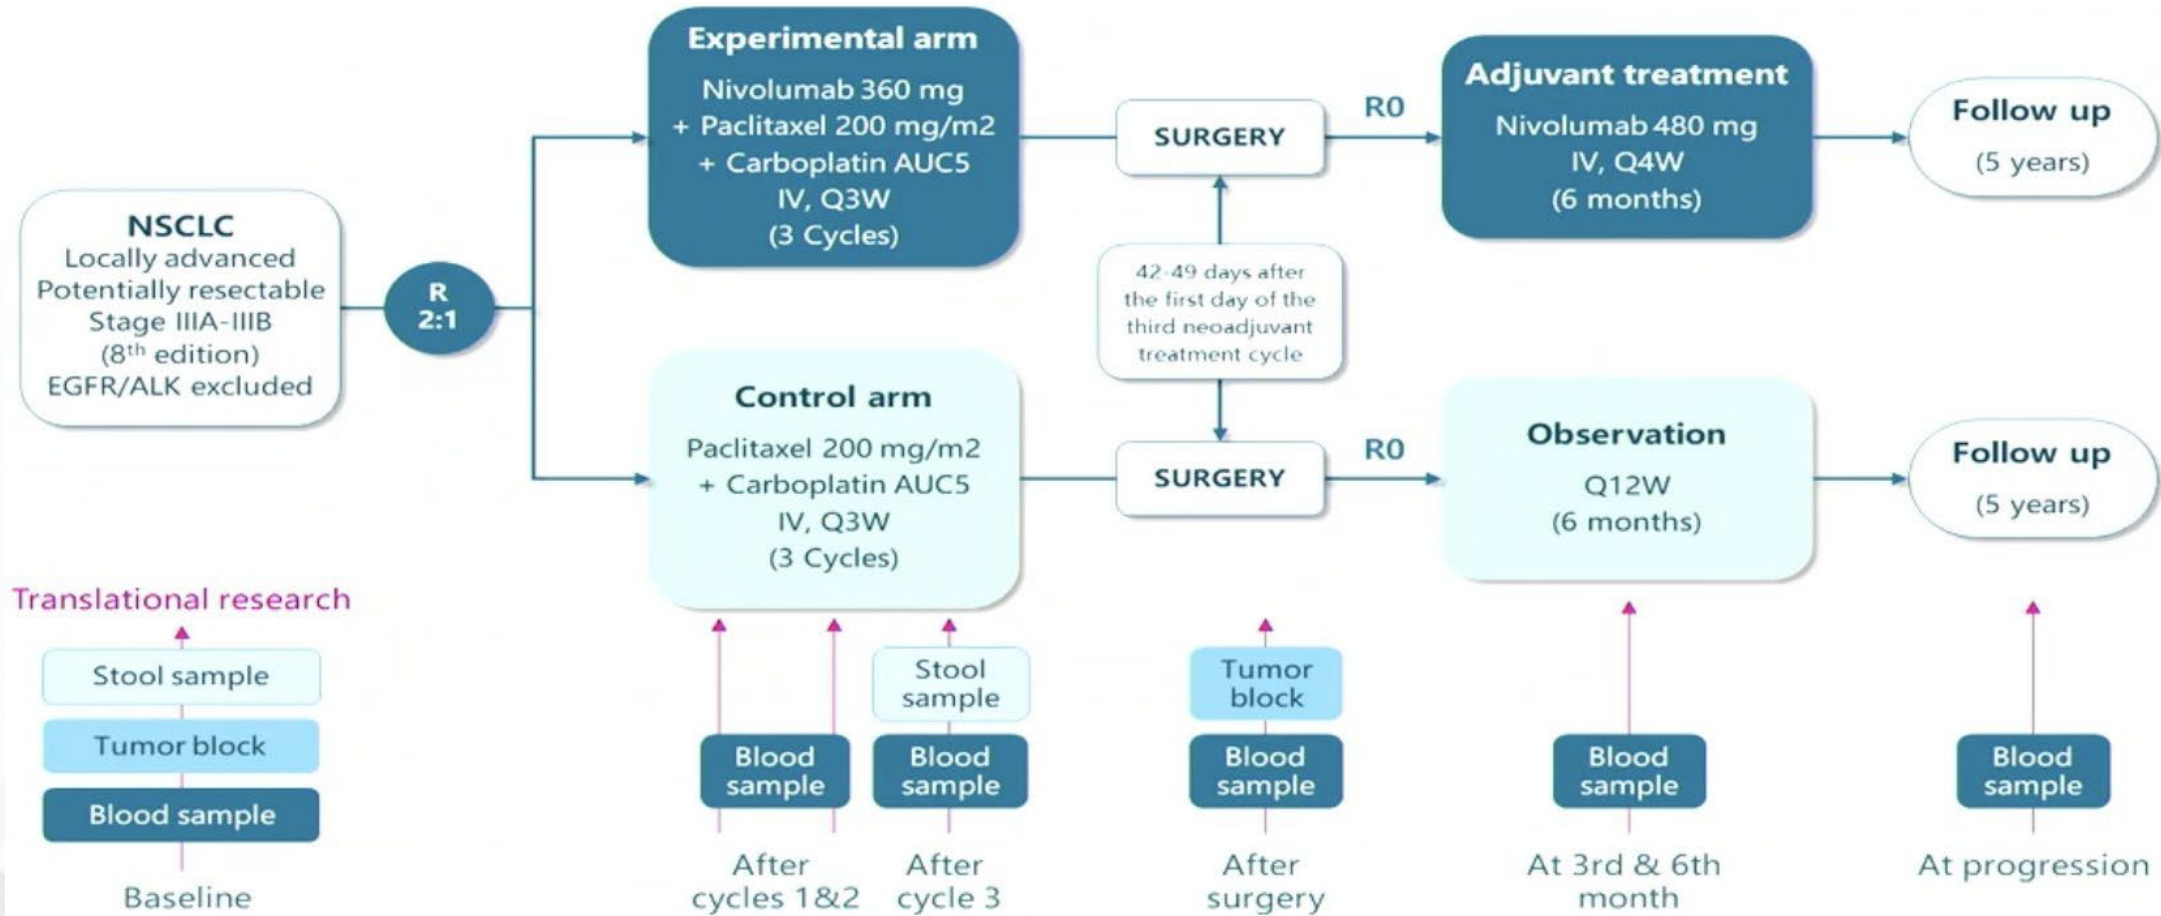 NSCLC
Locally advanced
Potentially resectable
Stage IIIA-IIIB
(8th edition)
EGFR/ALK excluded
R
2:1
Experimental arm
Nivolumab 360 mg
+ Paclitaxel 200 mg/m2
+ Carboplatin AUC5
IV, Q3W
(3 Cycles)
SURGERY
R0
Adjuvant treatment
Nivolumab 480 mg
IV, Q4W
(6 months)
Follow up
(5 years)
42-49 days after
the first day of the
third neoadjuvant
treatment cycle
Control arm
Paclitaxel 200 mg/m2
+ Carboplatin AUC5
IV, Q3W
(3 Cycles)
SURGERY
R0
Observation
Q12W
(6 months)
Follow up
(5 years)
Translational research
Stool sample
Tumor block
Blood sample
Baseline
Blood
sample
After
cycles 1&2
Stool
sample
Blood
sample
After
cycle 3
Tumor
block
Blood
sample
After
surgery
Blood
sample
At 3rd & 6th
month
Blood
sample
At progression